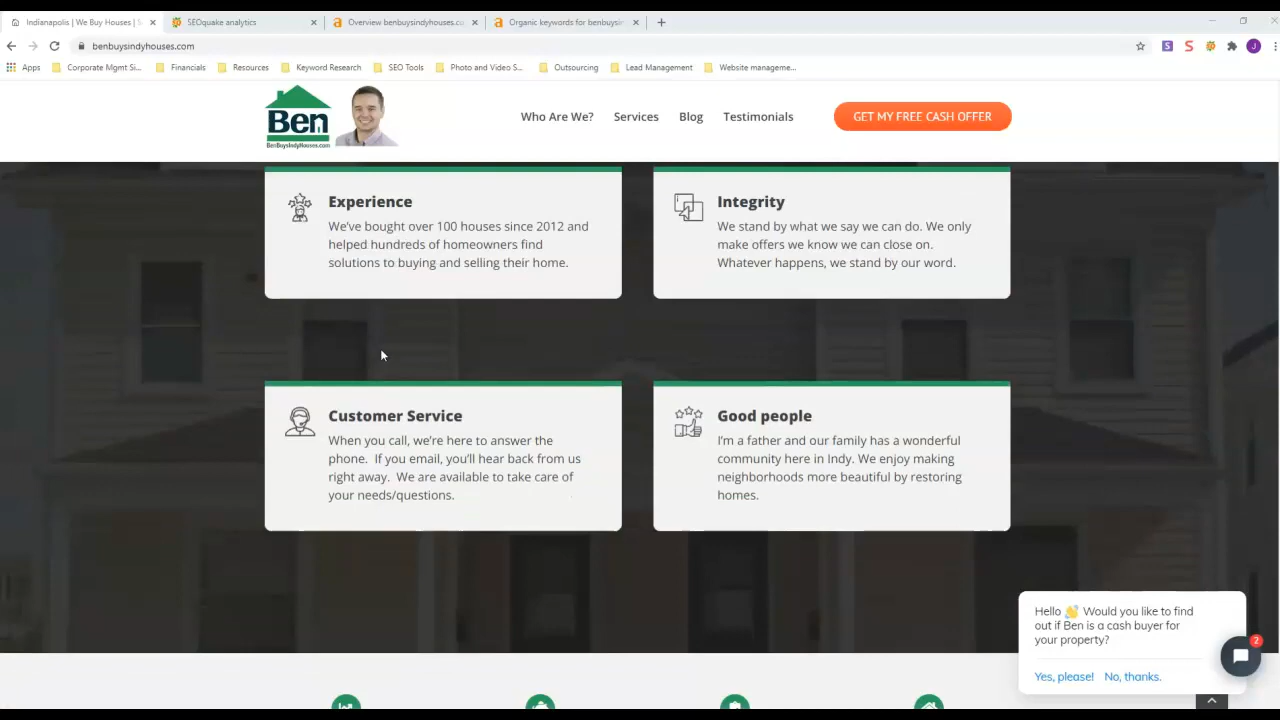 Indianapolis | We Buy Houses | S
SEOquake analytics
Overview benbuysindyhouses.co
Organic keywords for benbuysin
benbuysindyhouses.com
S
S
J
Apps
Corporate Mgmt Si...
Financials
Resources
Keyword Research
SEO Tools
Photo and Video S...
Outsourcing
Lead Management
Website manageme...
Ben
BenBuysIndyHouses.com
Who Are We?
Services
Blog
Testimonials
GET MY FREE CASH OFFER
Experience
We've bought over 100 houses since 2012 and
helped hundreds of homeowners find
solutions to buying and selling their home.
Integrity
We stand by what we say we can do. We only
make offers we know we can close on.
Whatever happens, we stand by our word.
Customer Service
When you call, we're here to answer the
phone.  If you email, you'll hear back from us
right away.  We are available to take care of
your needs/questions.
Good people
I'm a father and our family has a wonderful
community here in Indy. We enjoy making
neighborhoods more beautiful by restoring
homes.
Hello 👋 Would you like to find
out if Ben is a cash buyer for
your property?
Yes, please!
No, thanks.
2